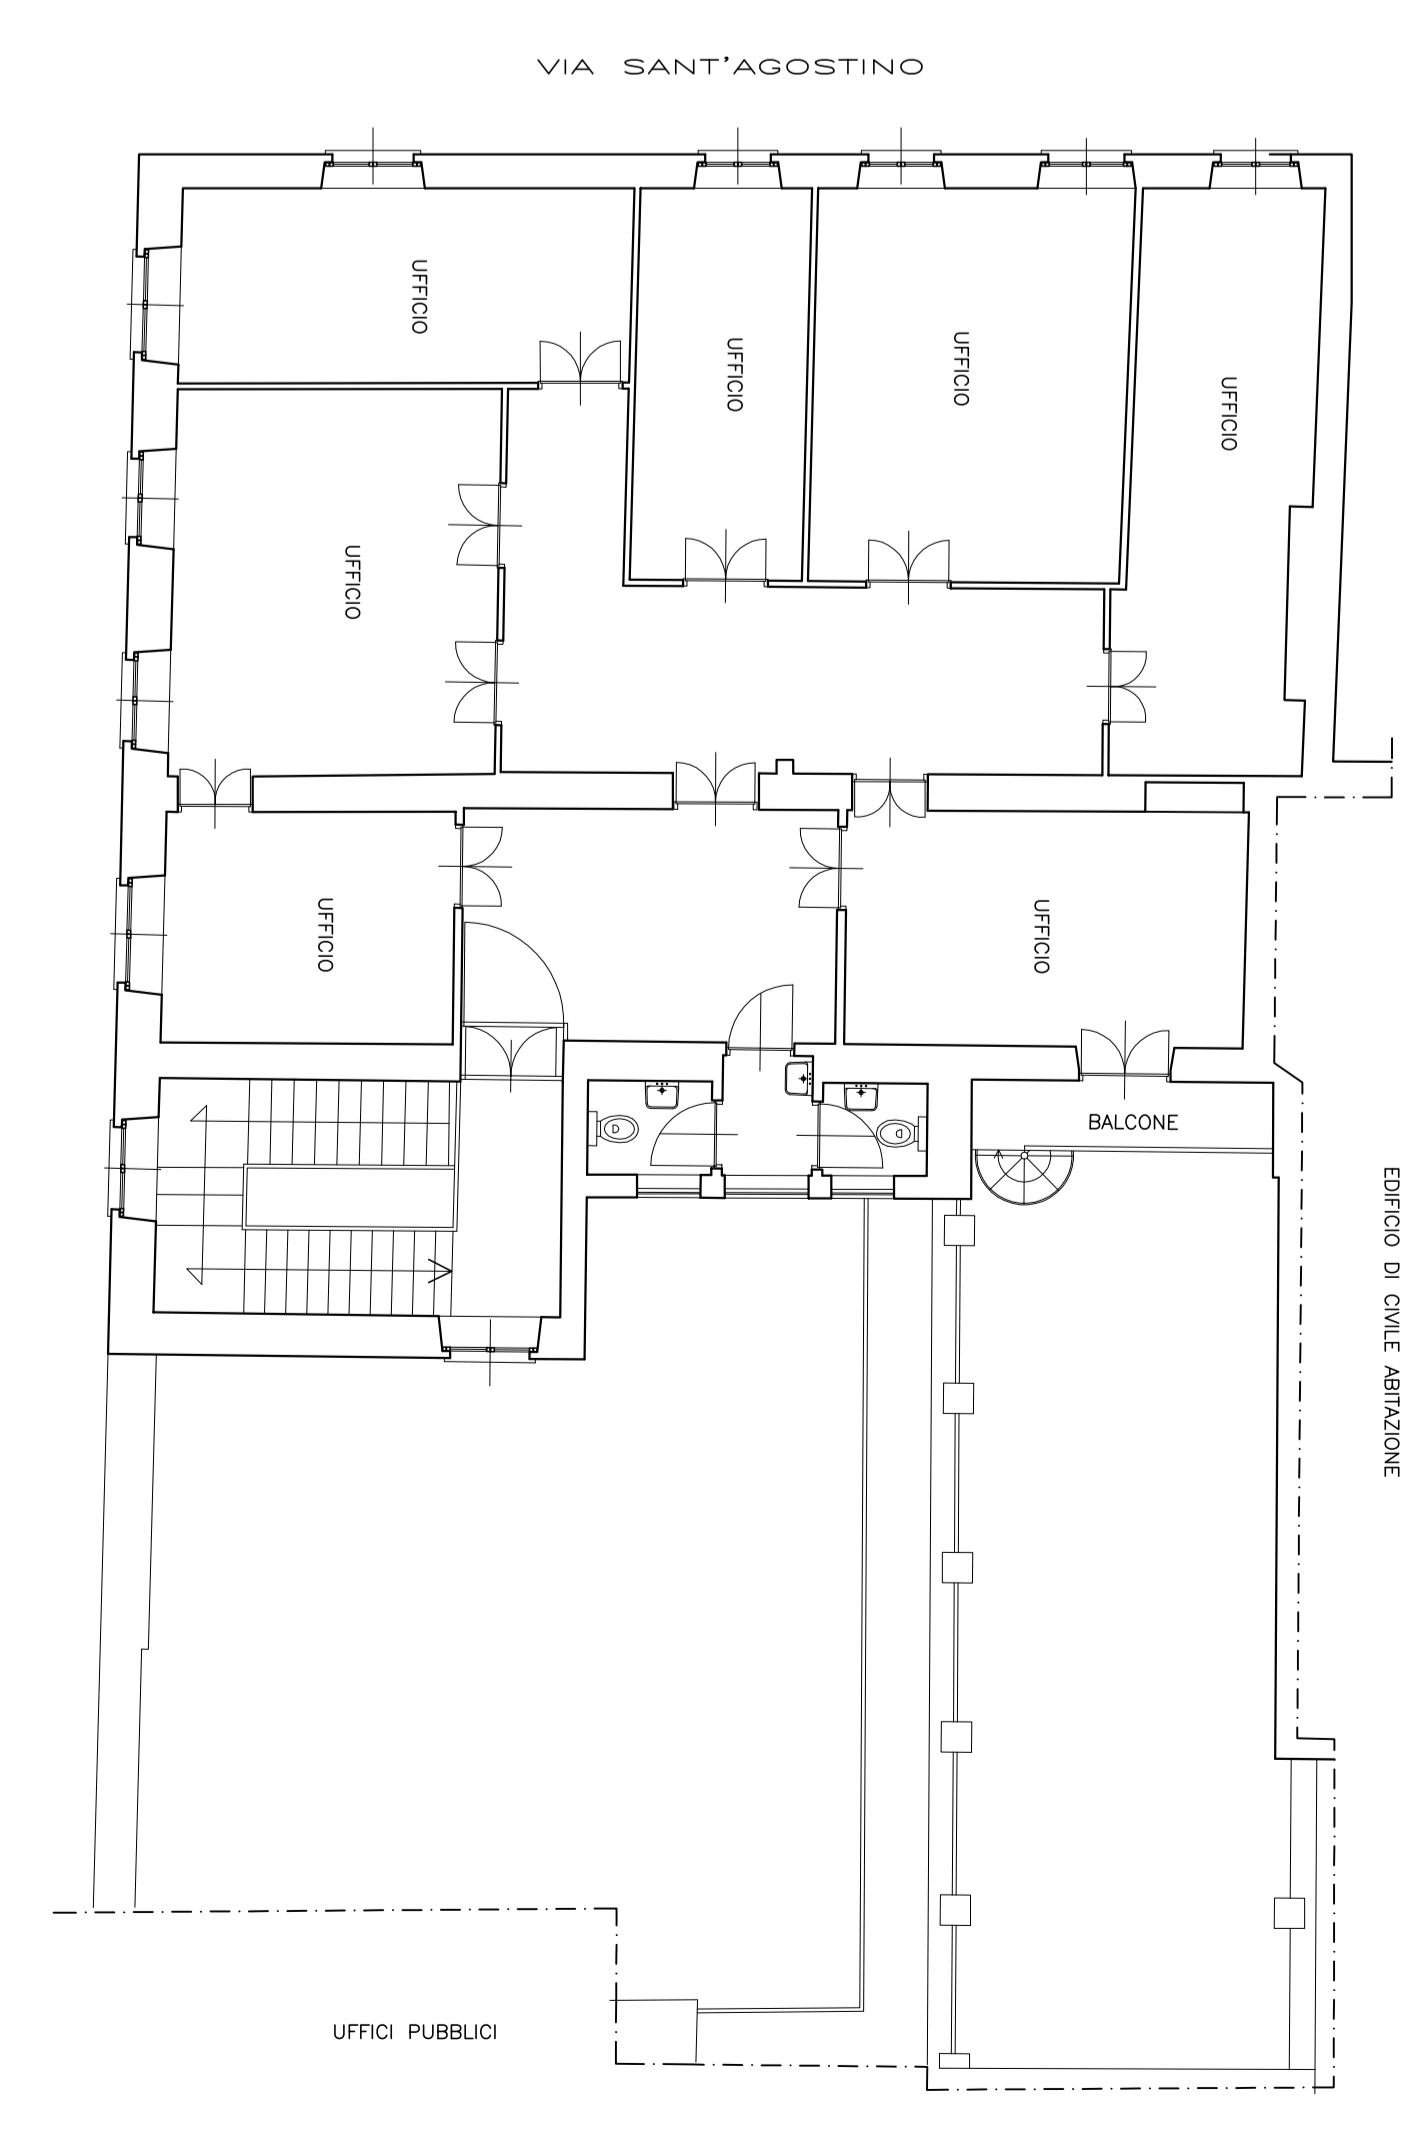 VIA SANT'AGOSTINO
UFFICIO
UFFICIO
UFFICIO
UFFICIO
UFFICIO
UFFICIO
UFFICIO
BALCONE
EDIFICIO DI CIVILE ABITAZIONE
UFFICI PUBBLICI